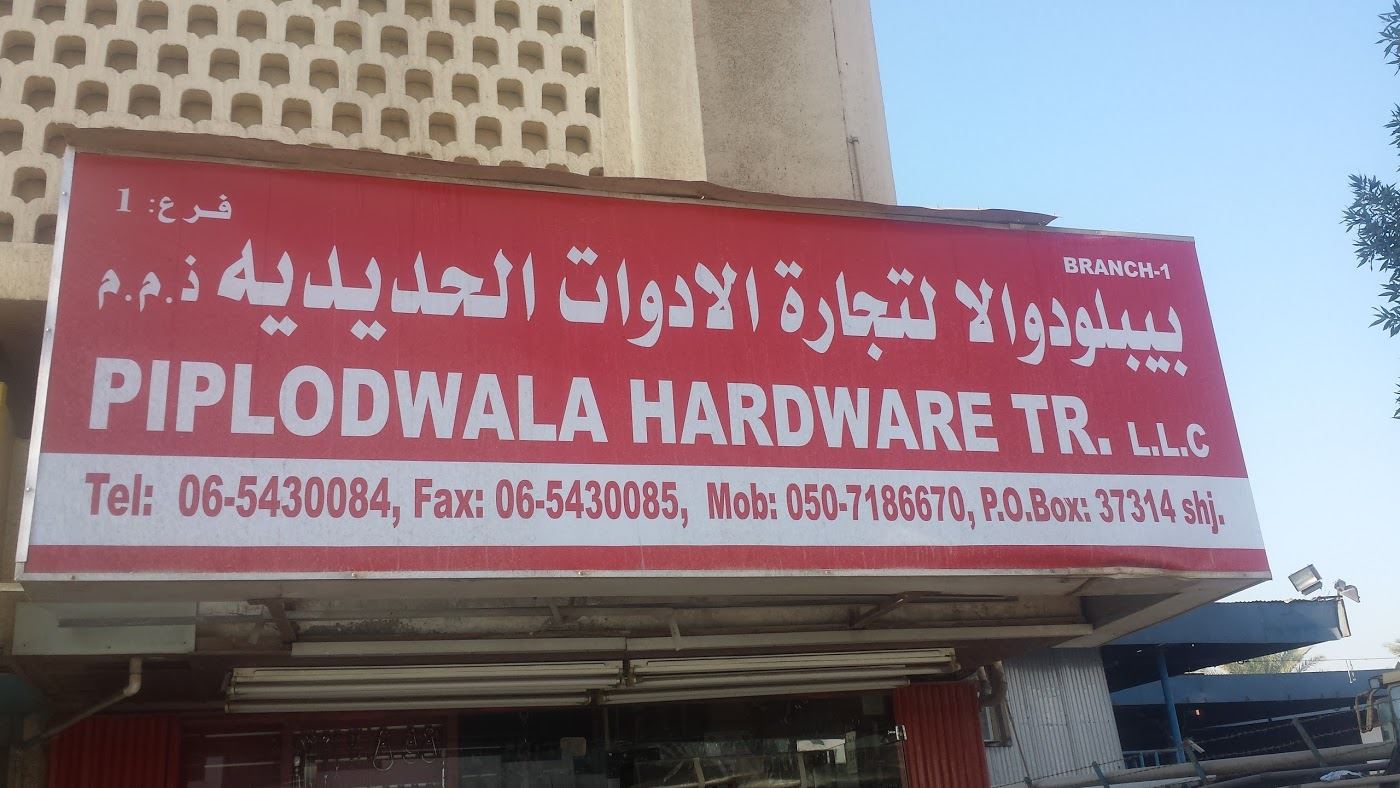 فرع: 1
BRANCH-1
بيبلودوالا لتجارة الادوات الحديديه ذ.م.م
PIPLODWALA HARDWARE TR. L.L.C
Tel: 06-5430084, Fax: 06-5430085, Mob: 050-7186670, P.O.Box: 37314 shj.